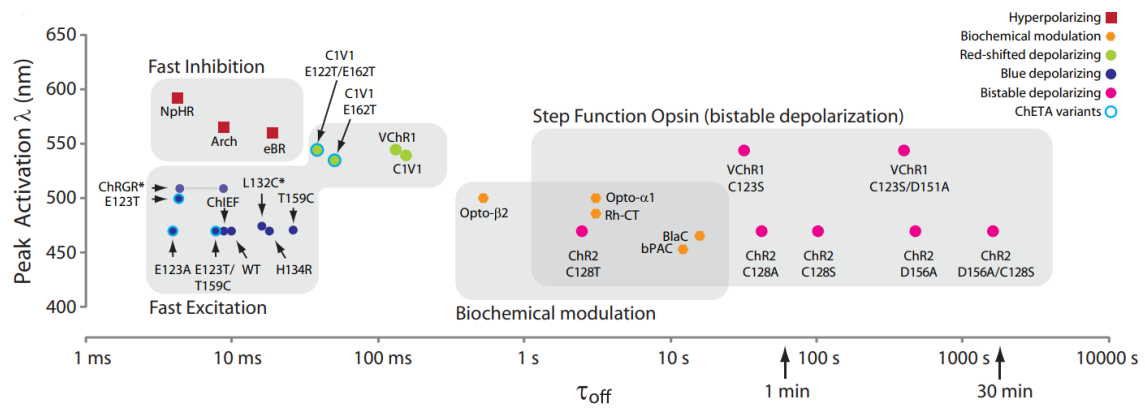 Hyperpolarizing
Biochemical modulation
Red-shifted depolarizing
Blue depolarizing
Bistable depolarizing
ChETA variants
Peak Activation λ (nm)
650
600
550
500
450
400
Fast Inhibition
NpHR
Arch
eBR
C1V1
E122T/E162T
C1V1
E162T
VChR1
C1V1
ChRGR*
E123T
ChIEF
L132C*
T159C
E123A
E123T/
T159C
WT
H134R
Fast Excitation
Step Function Opsin (bistable depolarization)
VChR1
C123S
VChR1
C123S/D151A
Opto-β2
Opto-α1
Rh-CT
BlaC
bPAC
ChR2
C128T
ChR2
C128A
ChR2
C128S
ChR2
D156A
ChR2
D156A/C128S
Biochemical modulation
1 ms
10 ms
100 ms
1 s
10 s
100 s
1000 s
10000 s
τoff
1 min
30 min